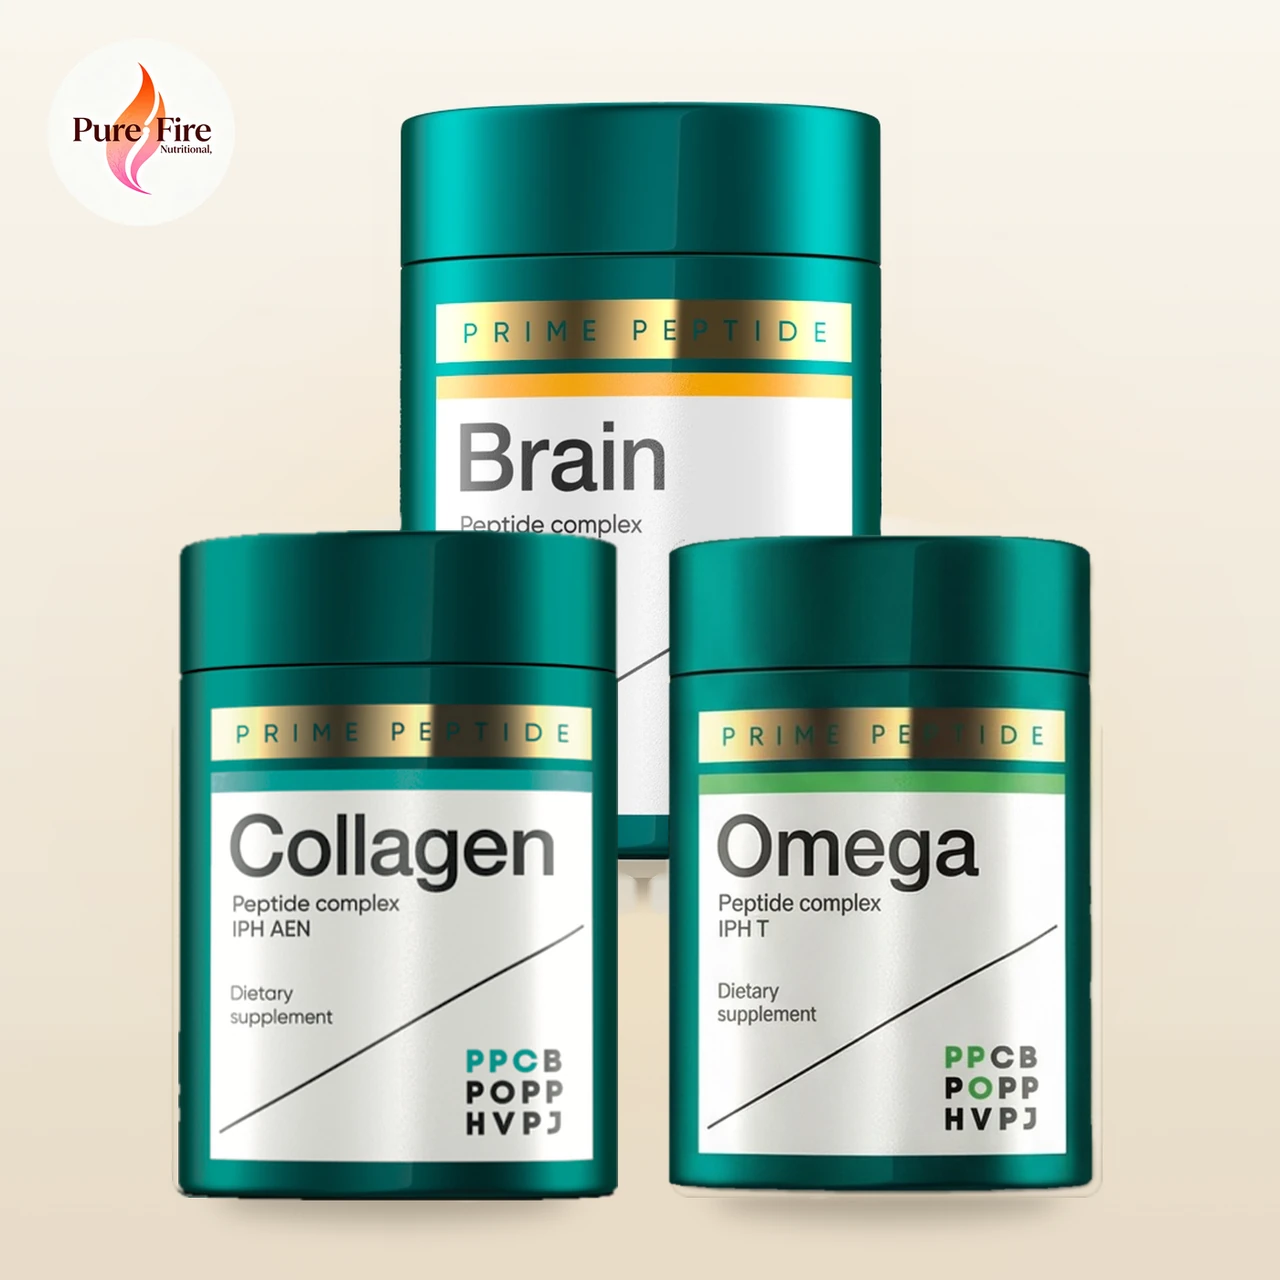 Pure Fire
Nutritional,
PRIME PEPTIDE
Brain
Peptide complex
PRIME PEPTIDE
Collagen
Peptide complex
IPH AEN
Dietary
supplement
PPCB
POPP
HVPJ
PRIME PEPTIDE
Omega
Peptide complex
IPH T
Dietary
supplement
PPCB
POPP
HVPJ